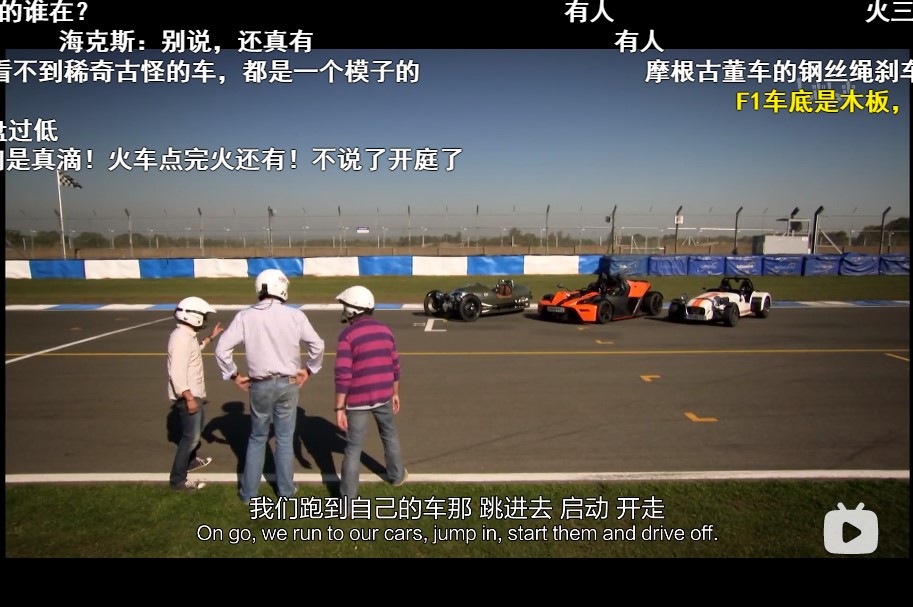 的谁在？
有人
火三
海克斯：别说，还真有
有人
看不到稀奇古怪的车，都是一个模子的
摩根古董车的钢丝绳刹车
F1车底是木板，
盘过低
是真滴！火车点完火还有！不说了开庭了
我们跑到自己的车那 跳进去 启动 开走
On go, we run to our cars, jump in, start them and drive off.